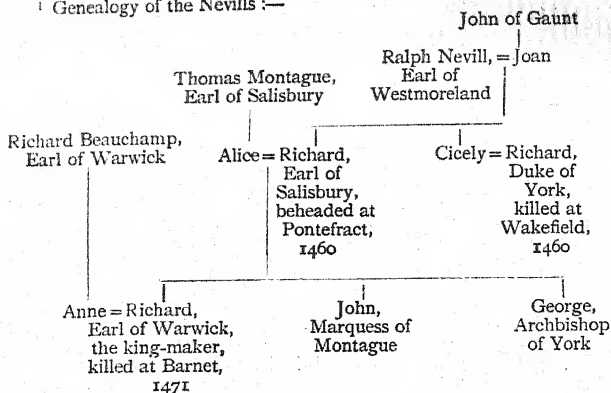 1 Genealogy of the Nevills :—
John of Gaunt
Ralph Nevill, = Joan
Earl of
Westmoreland
Thomas Montague,
Earl of Salisbury
Richard Beauchamp,
Earl of Warwick
Alice = Richard,
Earl of
Salisbury,
beheaded at
Pontefract,
1460
Cicely = Richard,
Duke of
York,
killed at
Wakefield,
1460
Anne = Richard,
Earl of Warwick,
the king-maker,
killed at Barnet,
1471
John,
Marquess of
Montague
George,
Archbishop
of York